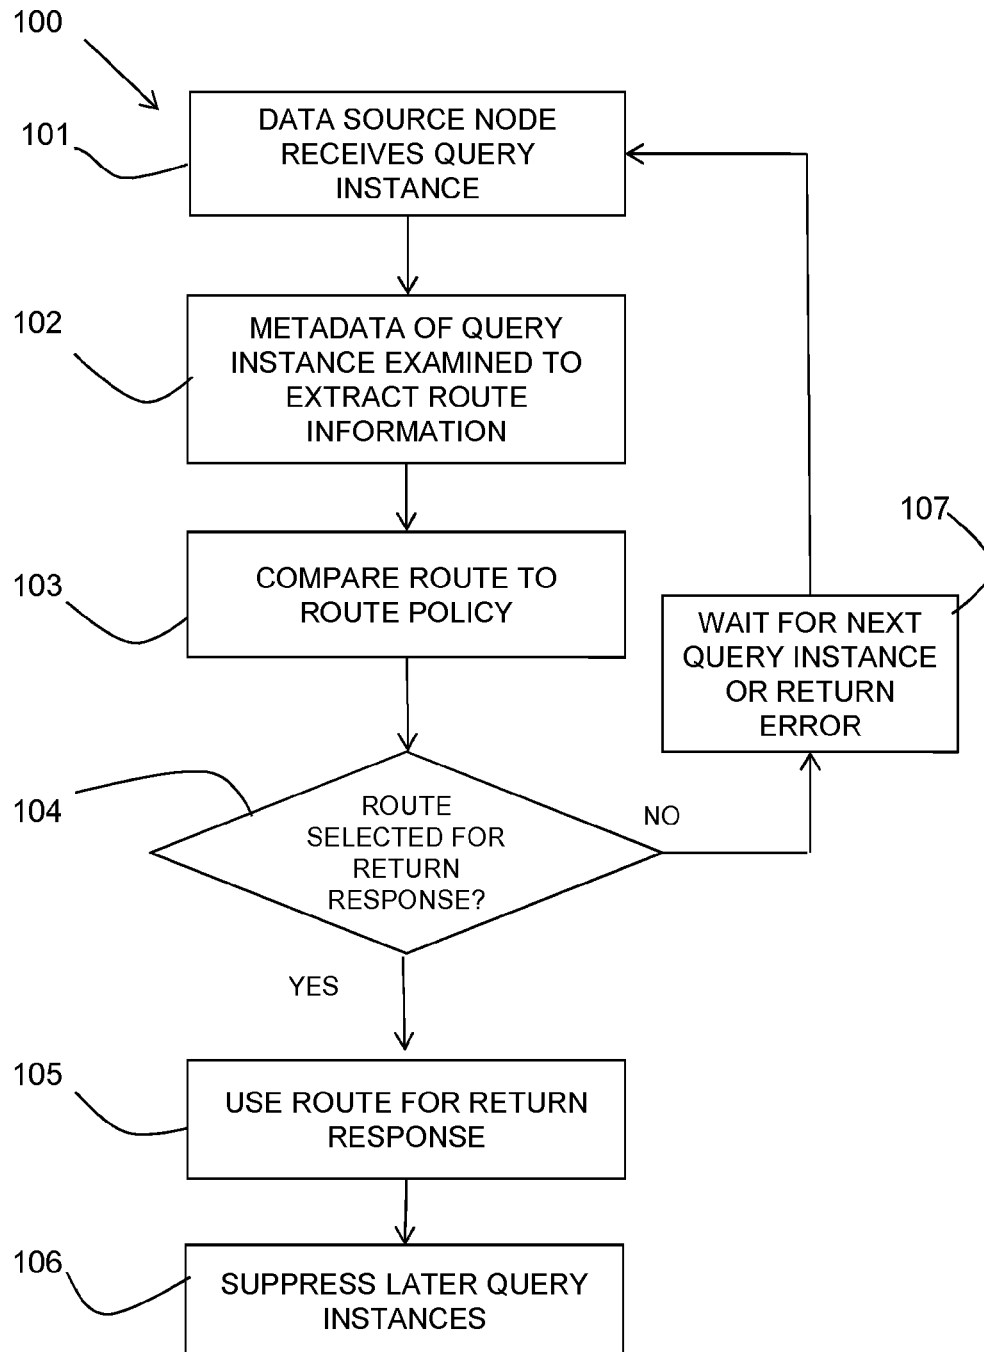 100
101
DATA SOURCE NODE
RECEIVES QUERY
INSTANCE
102
METADATA OF QUERY
INSTANCE EXAMINED TO
EXTRACT ROUTE
INFORMATION
103
COMPARE ROUTE TO
ROUTE POLICY
107
WAIT FOR NEXT
QUERY INSTANCE
OR RETURN
ERROR
104
ROUTE
SELECTED FOR
RETURN
RESPONSE?
NO
YES
105
USE ROUTE FOR RETURN
RESPONSE
106
SUPPRESS LATER QUERY
INSTANCES